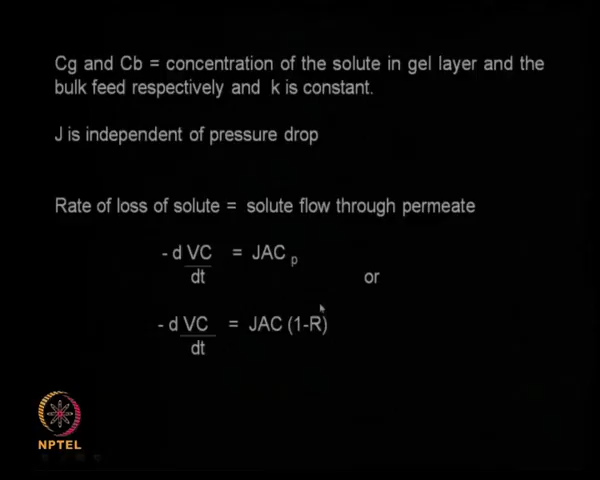 Cg and Cb = concentration of the solute in gel layer and the
bulk feed respectively and k is constant.
J is independent of pressure drop
Rate of loss of solute = solute flow through permeate
- d VC = JAC p
dt
or
- d VC = JAC (1-R)
dt
NPTEL